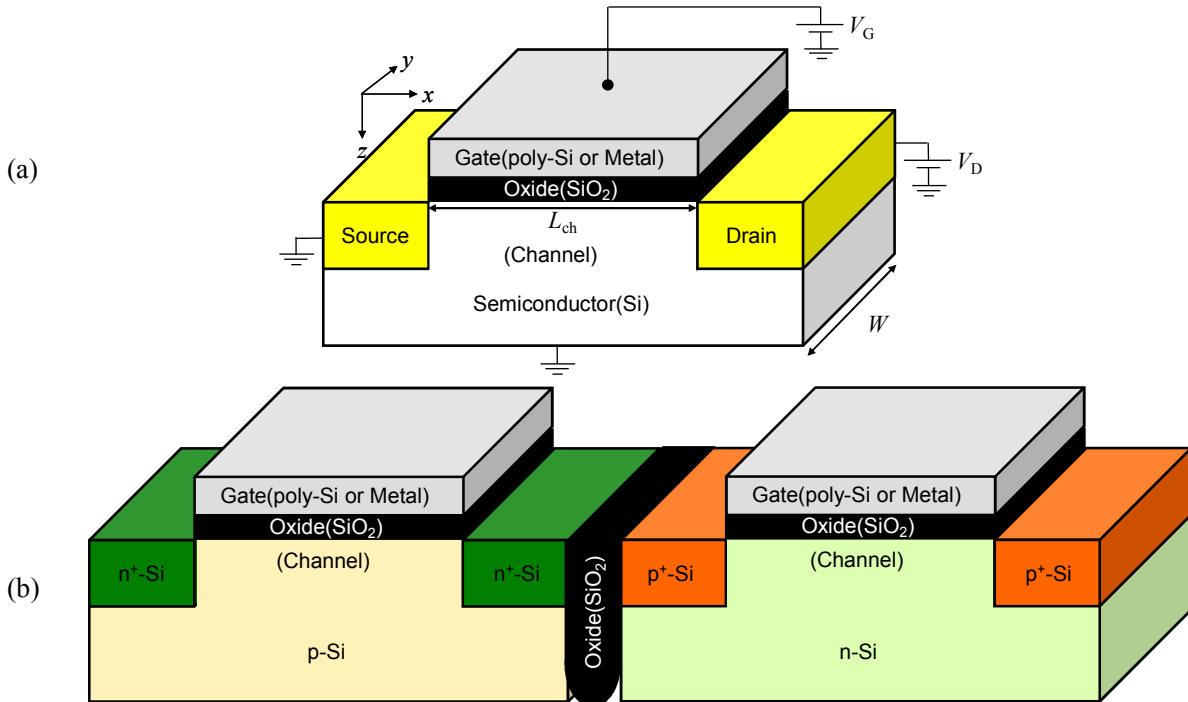 (a)
V_G
y
x
z
Gate(poly-Si or Metal)
Oxide(SiO₂)
V_D
L_ch
Source
Drain
(Channel)
Semiconductor(Si)
W
(b)
Gate(poly-Si or Metal)
Oxide(SiO₂)
(Channel)
n⁺-Si
n⁺-Si
p-Si
Oxide(SiO₂)
Gate(poly-Si or Metal)
Oxide(SiO₂)
(Channel)
p⁺-Si
p⁺-Si
n-Si